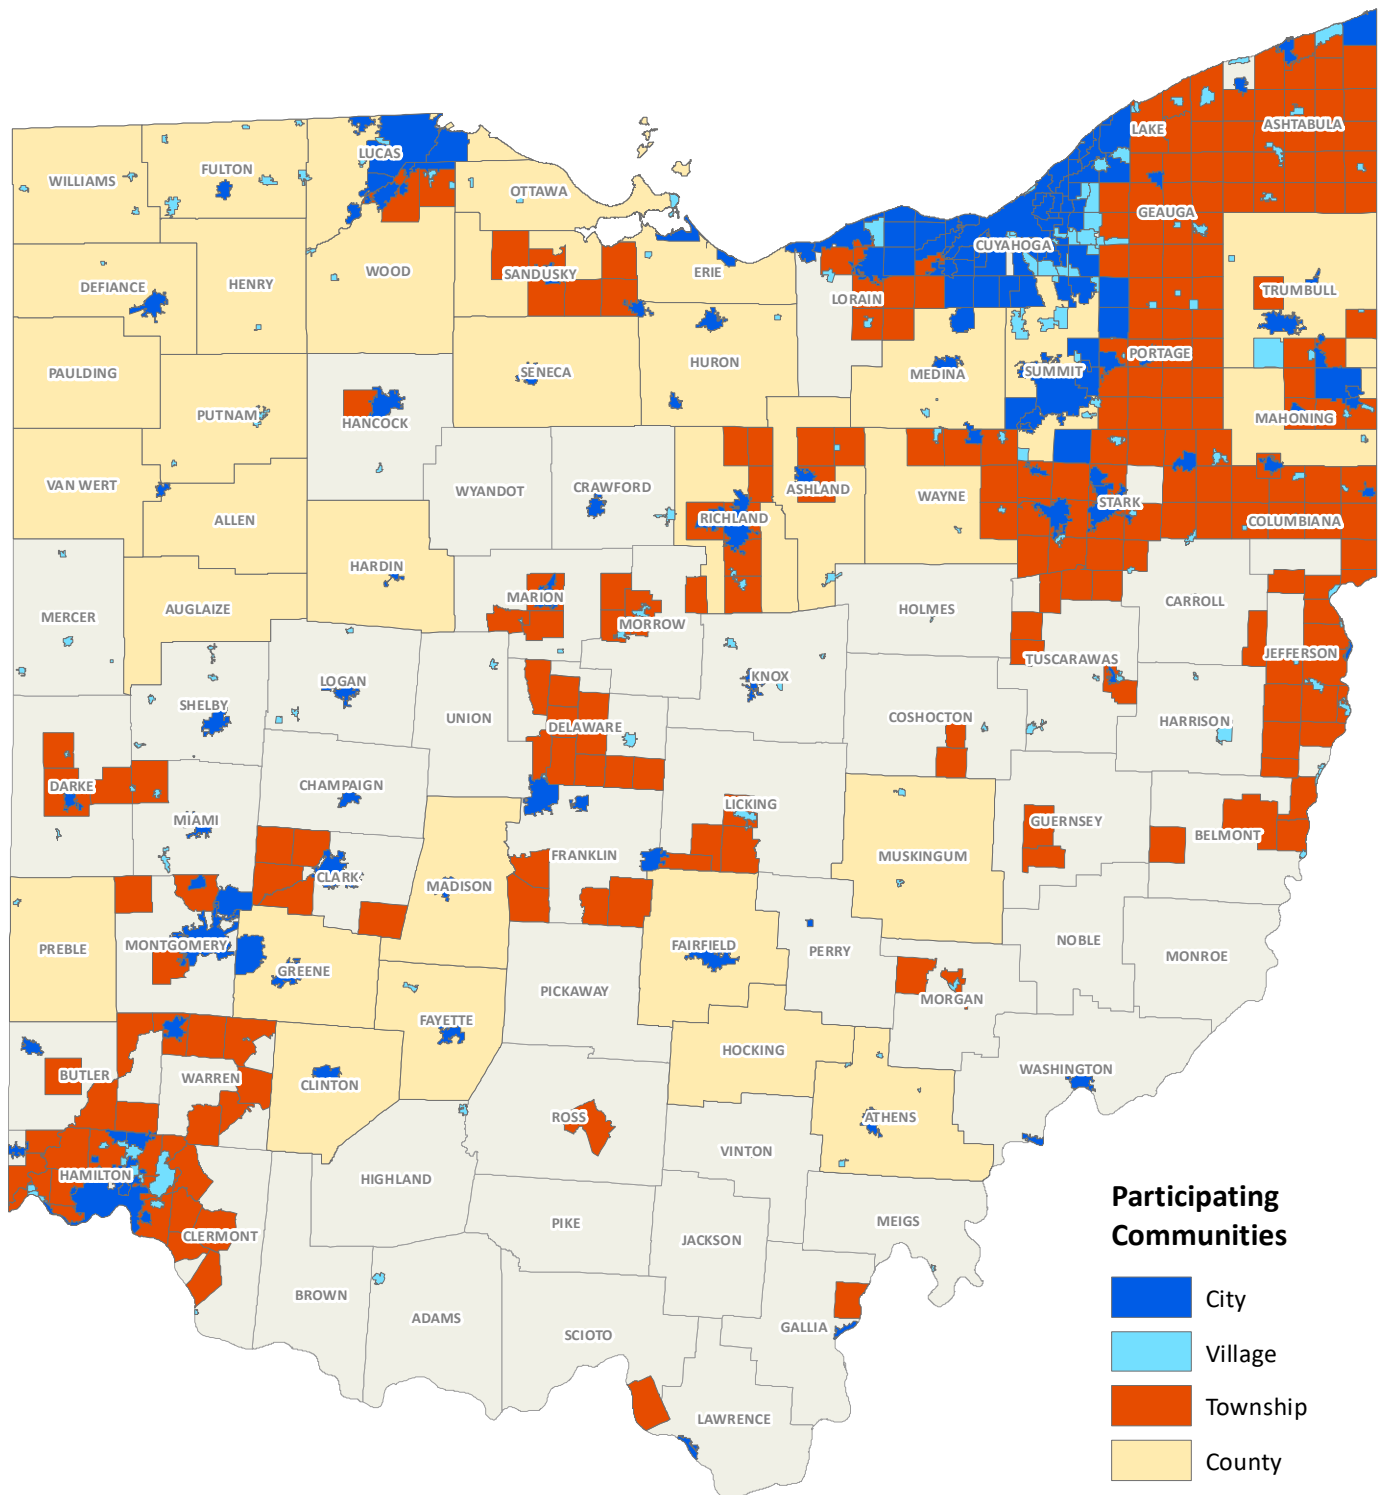 LAKE
ASHTABULA
LUCAS
FULTON
WILLIAMS
OTTAWA
GEAUGA
CUYAHOGA
WOOD
ERIE
SANDUSKY
HENRY
DEFIANCE
TRUMBULL
LORAIN
PORTAGE
HURON
SENECA
SUMMIT
MEDINA
PAULDING
PUTNAM
HANCOCK
MAHONING
VAN WERT
WYANDOT
CRAWFORD
ASHLAND
WAYNE
STARK
ALLEN
RICHLAND
COLUMBIANA
HARDIN
MARION
CARROLL
AUGLAIZE
HOLMES
MERCER
MORROW
JEFFERSON
TUSCARAWAS
KNOX
LOGAN
SHELBY
UNION
COSHOCTON
HARRISON
DELAWARE
DARKE
CHAMPAIGN
LICKING
MIAMI
GUERNSEY
BELMONT
FRANKLIN
MUSKINGUM
CLARK
MADISON
PREBLE
MONTGOMERY
FAIRFIELD
NOBLE
PERRY
MONROE
GREENE
PICKAWAY
MORGAN
FAYETTE
HOCKING
BUTLER
WARREN
CLINTON
WASHINGTON
ROSS
ATHENS
VINTON
HAMILTON
HIGHLAND
PIKE
MEIGS
CLERMONT
JACKSON
BROWN
ADAMS
SCIOTO
GALLIA
LAWRENCE
Participating
Communities
City
Village
Township
County